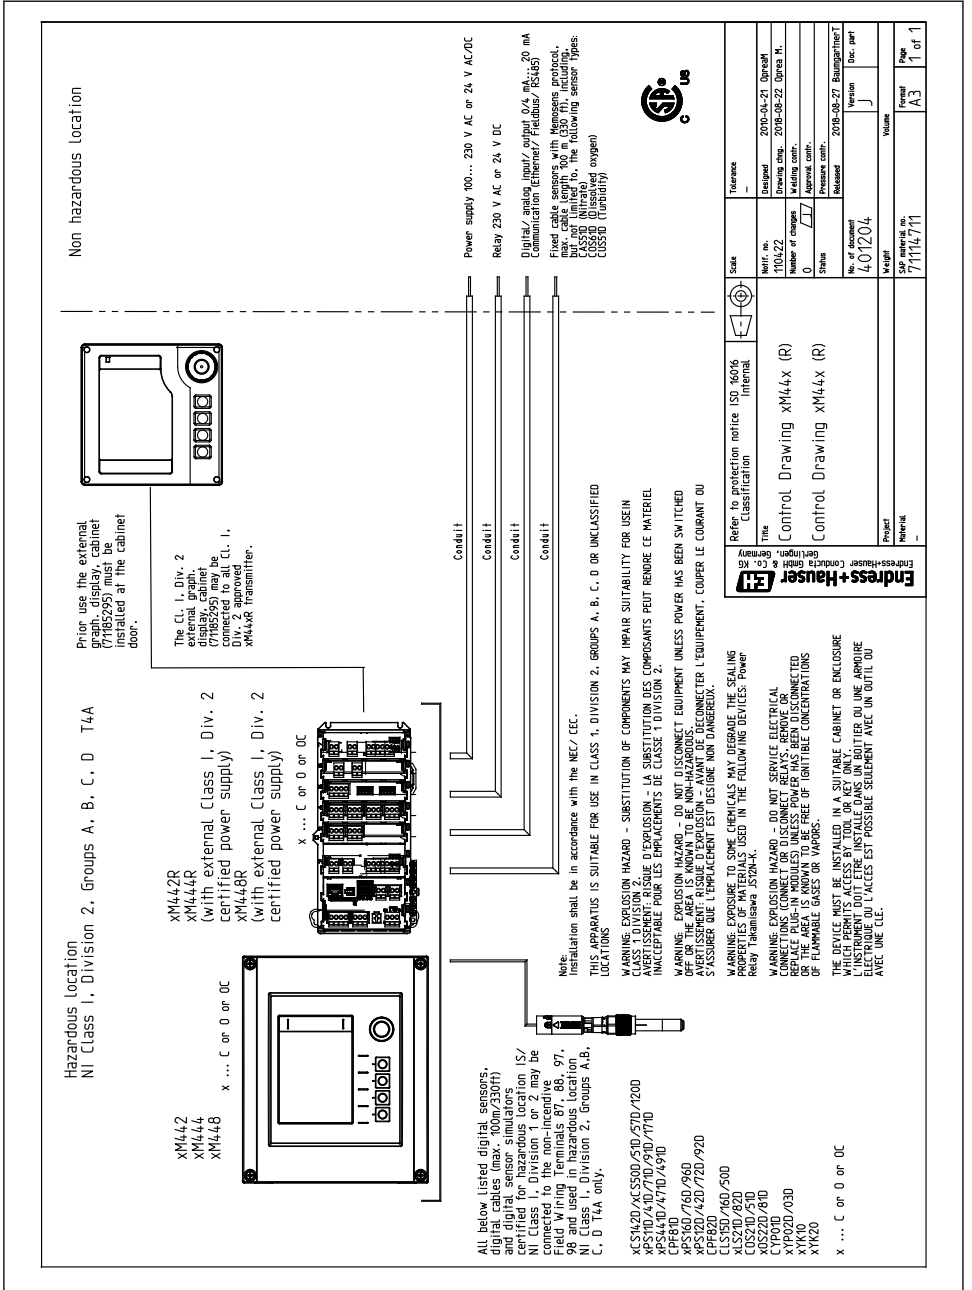 Hazardous location
NI Class I, Division 2, Groups A, B, C, D   T4A
Non hazardous location
xM442
xM444
xM448
x ... C or O or OC
xM442R
xM444R
(With external Class I, Div. 2
certified power supply)
xM448R
(With external Class I, Div. 2
certified power supply)
x ... C or O or OC
Prior use the external
graph. display, cabinet
(71185295) must be
installed at the cabinet
door.
The Cl. I, Div. 2
external graph.
display, cabinet
(71185295) may be
connected to all Cl. I,
Div. 2 approved
xM44xR transmitter.
Conduit
Conduit
Conduit
Conduit
Power supply 100... 230 V AC or 24 V AC/DC
Relay 230 V AC or 24 V DC
Digital/ analog input/ output 0/4 mA... 20 mA
Communication (Ethernet/ Fieldbus/ RS485)
Fixed cable sensors with Memosens protocol,
max. cable length 100 m (330 ft), including,
but not limited to, the following sensor types:
CAS51D (Nitrate)
COS61D (Dissolved oxygen)
CUS51D (Turbidity)
C
US
All below listed digital sensors,
digital cables (max. 100m/330ft)
and digital sensor simulators
certified for hazardous location IS/
NI Class I, Division 1 or 2 may be
connected to the non-incendive
Field Wiring Terminals 87, 88, 97,
98 and used in hazardous location
NI Class I, Division 2, Groups A,B,
C, D T4A only.
xCS142D/xCS50D/51D/57D/120D
xPS11D/41D/71D/91D/171D
xPS441D/471D/491D
CPF81D
xPS16D/76D/96D
xPS12D/42D/72D/92D
CPF82D
CLS15D/16D/50D
xLS21D/82D
COS21D/51D
xOS22D/81D
CYP01D
xYP02D/03D
xYK10
xYK20
x ... C or O or OC
Note:
Installation shall be in accordance with the NEC/ CEC.
THIS APPARATUS IS SUITABLE FOR USE IN CLASS 1, DIVISION 2, GROUPS A, B, C, D OR UNCLASSIFIED
LOCATIONS
WARNING: EXPLOSION HAZARD - SUBSTITUTION OF COMPONENTS MAY IMPAIR SUITABILITY FOR USEIN
CLASS 1 DIVISION 2.
AVERTISSEMENT: RISQUE D'EXPLOSION - LA SUBSTITUTION DES COMPOSANTS PEUT RENDRE CE MATERIEL
INACCEPTABLE POUR LES EMPLACEMENTS DE CLASSE 1 DIVISION 2.
WARNING: EXPLOSION HAZARD - DO NOT DISCONNECT EQUIPMENT UNLESS POWER HAS BEEN SWITCHED
OFF OR THE AREA IS KNOWN TO BE NON-HAZARDOUS.
AVERTISSEMENT: RISQUE D'EXPLOSION - AVANT DE DECONNECTER L'EQUIPEMENT, COUPER LE COURANT OU
S'ASSURER QUE L'EMPLACEMENT EST DESIGNE NON DANGEREUX.
WARNING: EXPOSURE TO SOME CHEMICALS MAY DEGRADE THE SEALING
PROPERTIES OF MATERIALS USED IN THE FOLLOWING DEVICES: Power
Relay Takamisawa JS12N-K.
WARNING: EXPLOSION HAZARD - DO NOT SERVICE ELECTRICAL
CONNECTIONS (CONNECT OR DISCONNECT RELAYS, REMOVE OR
REPLACE PLUG-IN MODULES) UNLESS POWER HAS BEEN DISCONNECTED
OR THE AREA IS KNOWN TO BE FREE OF IGNITIBLE CONCENTRATIONS
OF FLAMMABLE GASES OR VAPORS.
THE DEVICE MUST BE INSTALLED IN A SUITABLE CABINET OR ENCLOSURE
WHICH PERMITS ACCESS BY TOOL OR KEY ONLY.
L'INSTRUMENT DOIT ETRE INSTALLE DANS UN BOITIER OU UNE ARMOIRE
ELECTRIQUE OU L'ACCES EST POSSIBLE SEULEMENT AVEC UN OUTIL OU
AVEC UNE CLE.
Endress+Hauser
EH
Endress+Hauser Conducta GmbH & Co. KG
Gerlingen, Germany
Refer to protection notice ISO 16016
Classification   Internal
Title
Control Drawing xM44x (R)
Control Drawing xM44x (R)
Project
Material
-
Scale
Tolerance
-
Notif. no.
110422
Number of changes
0
Status
Designed   2010-04-21   OpreaM
Drawing chng.   2018-08-22   Oprea M.
Welding contr.
Approval contr.
Pressure contr.
Released   2018-08-27   BaumgartnerT
No. of document
401204
Version
J
Doc. part
Weight
Volume
SAP material no.
71114711
Format
A3
Page
1 of 1